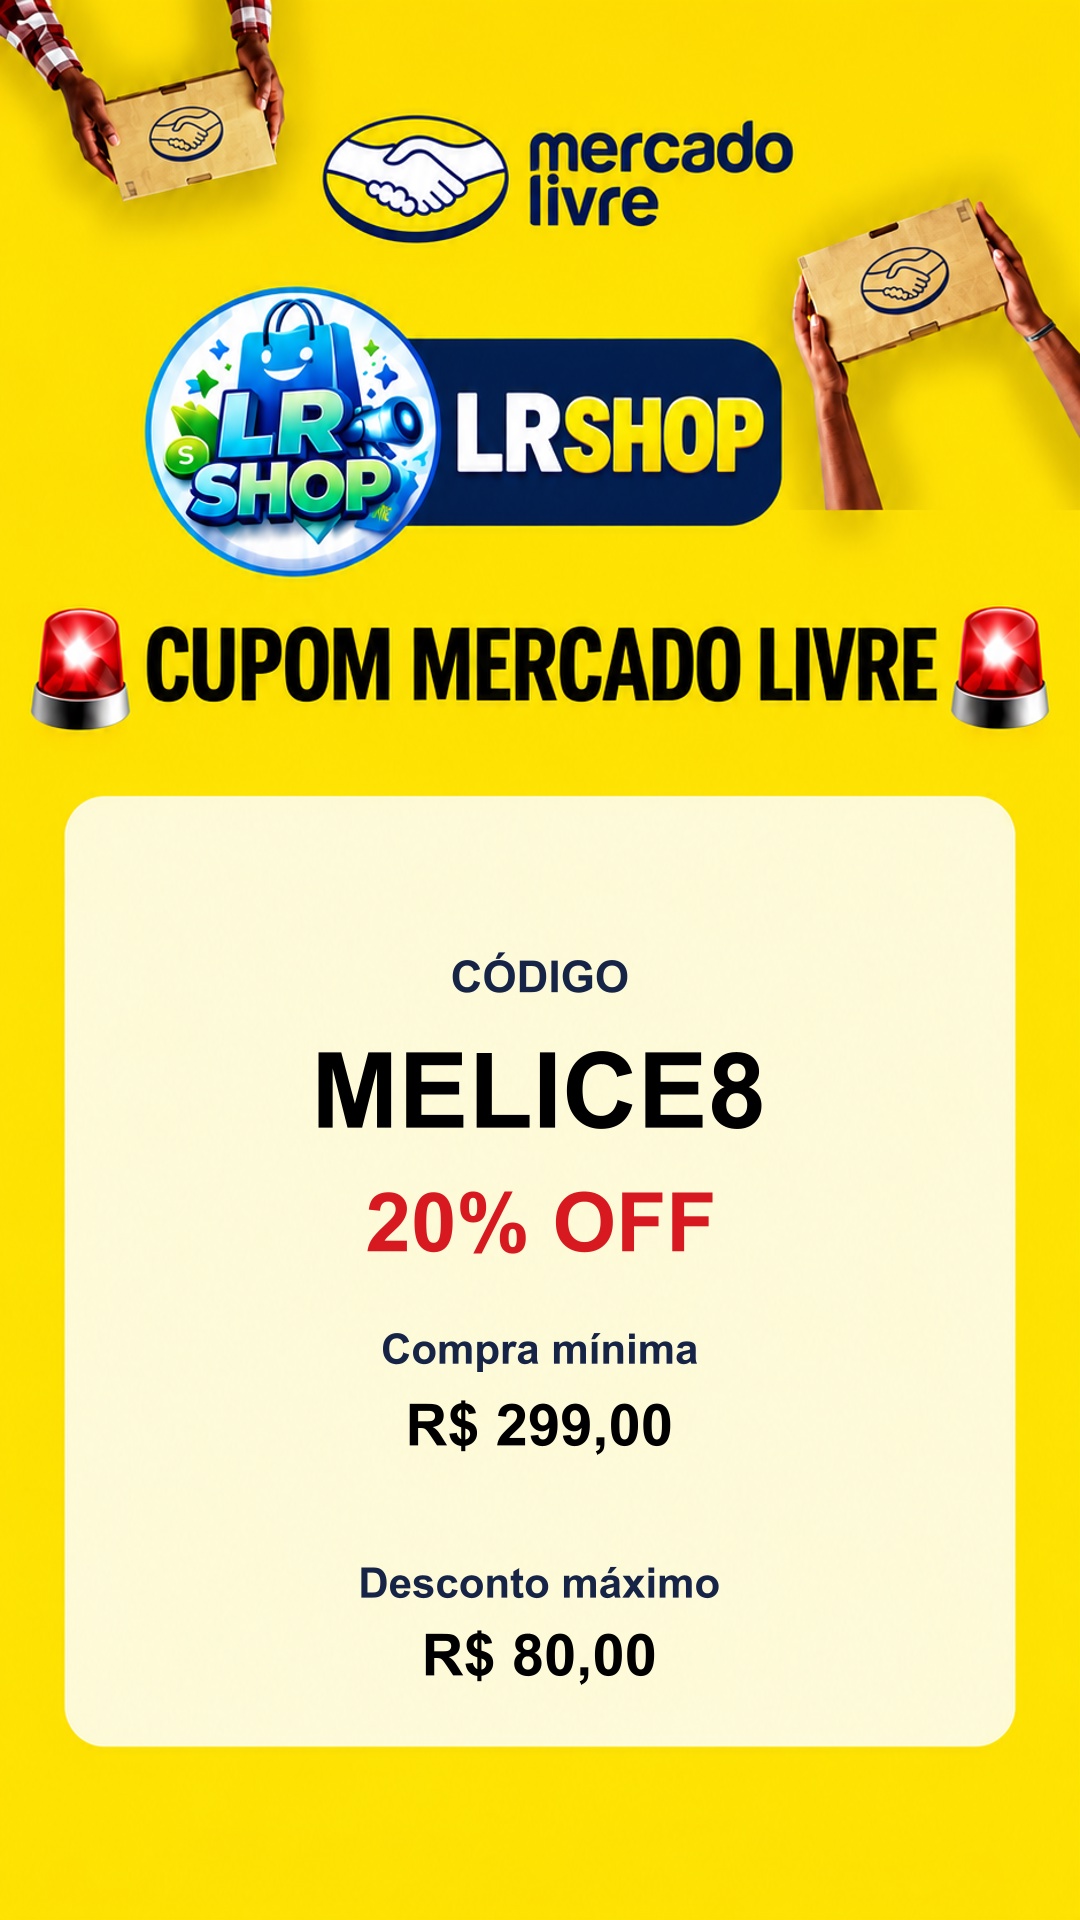 mercado
livre
LR
SHOP
S
LRSHOP
CUPOM MERCADO LIVRE
CÓDIGO
MELICE8
20% OFF
Compra mínima
R$ 299,00
Desconto máximo
R$ 80,00